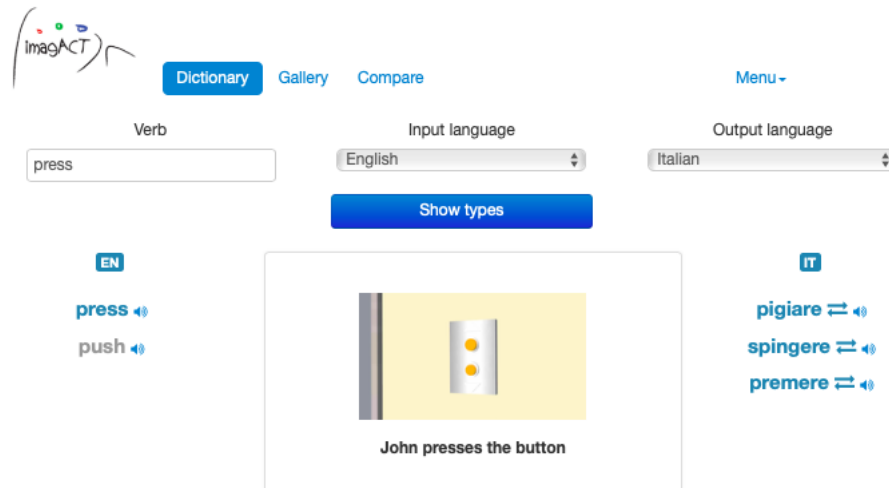 imagACT
Dictionary Gallery Compare Menu
Verb Input language Output language
press English Italian
Show types
EN IT
press pigiare
push spingere
premere
John presses the button